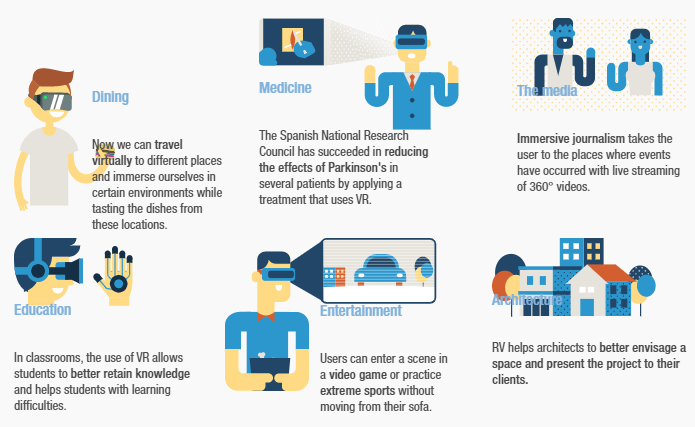 Dining
Now we can travel
virtually to different places
and immerse ourselves in
certain environments while
tasting the dishes from
these locations.
Medicine
The Spanish National Research
Council has succeeded in reducing
the effects of Parkinson's in
several patients by applying a
treatment that uses VR.
The media
Immersive journalism takes the
user to the places where events
have occurred with live streaming
of 360° videos.
Education
In classrooms, the use of VR allows
students to better retain knowledge
and helps students with learning
difficulties.
Entertainment
Users can enter a scene in
a video game or practice
extreme sports without
moving from their sofa.
Architecture
RV helps architects to better envisage a
space and present the project to their
clients.